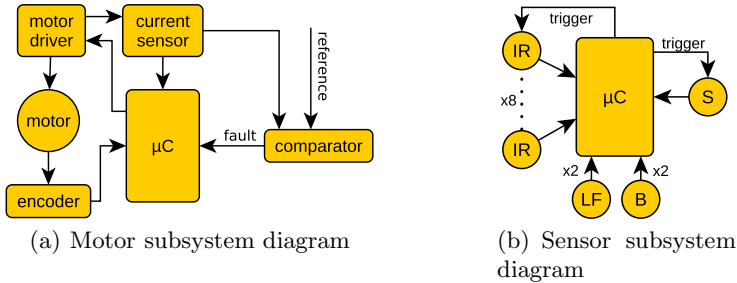 motor
driver
current
sensor
reference
motor
µC
fault
comparator
encoder
(a) Motor subsystem diagram
trigger
IR
trigger
x8
µC
S
IR
x2
x2
LF
B
(b) Sensor subsystem
diagram